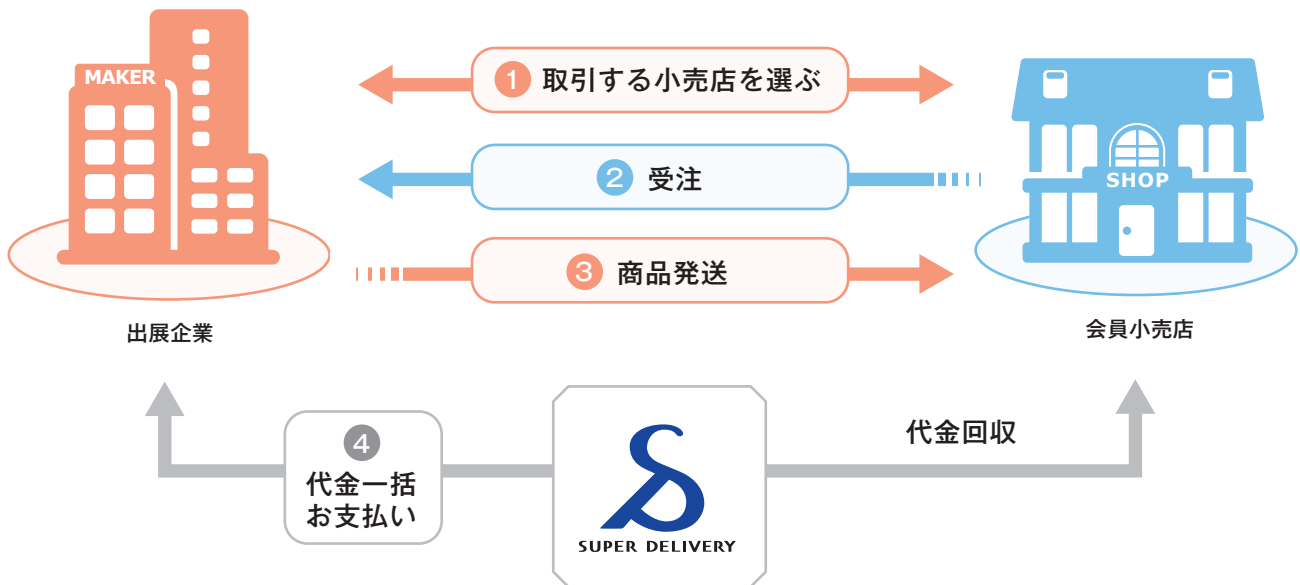 MAKER
1 取引する小売店を選ぶ
2 受注
SHOP
3 商品発送
出展企業
会員小売店
4
代金一括
お支払い
代金回収
SUPER DELIVERY